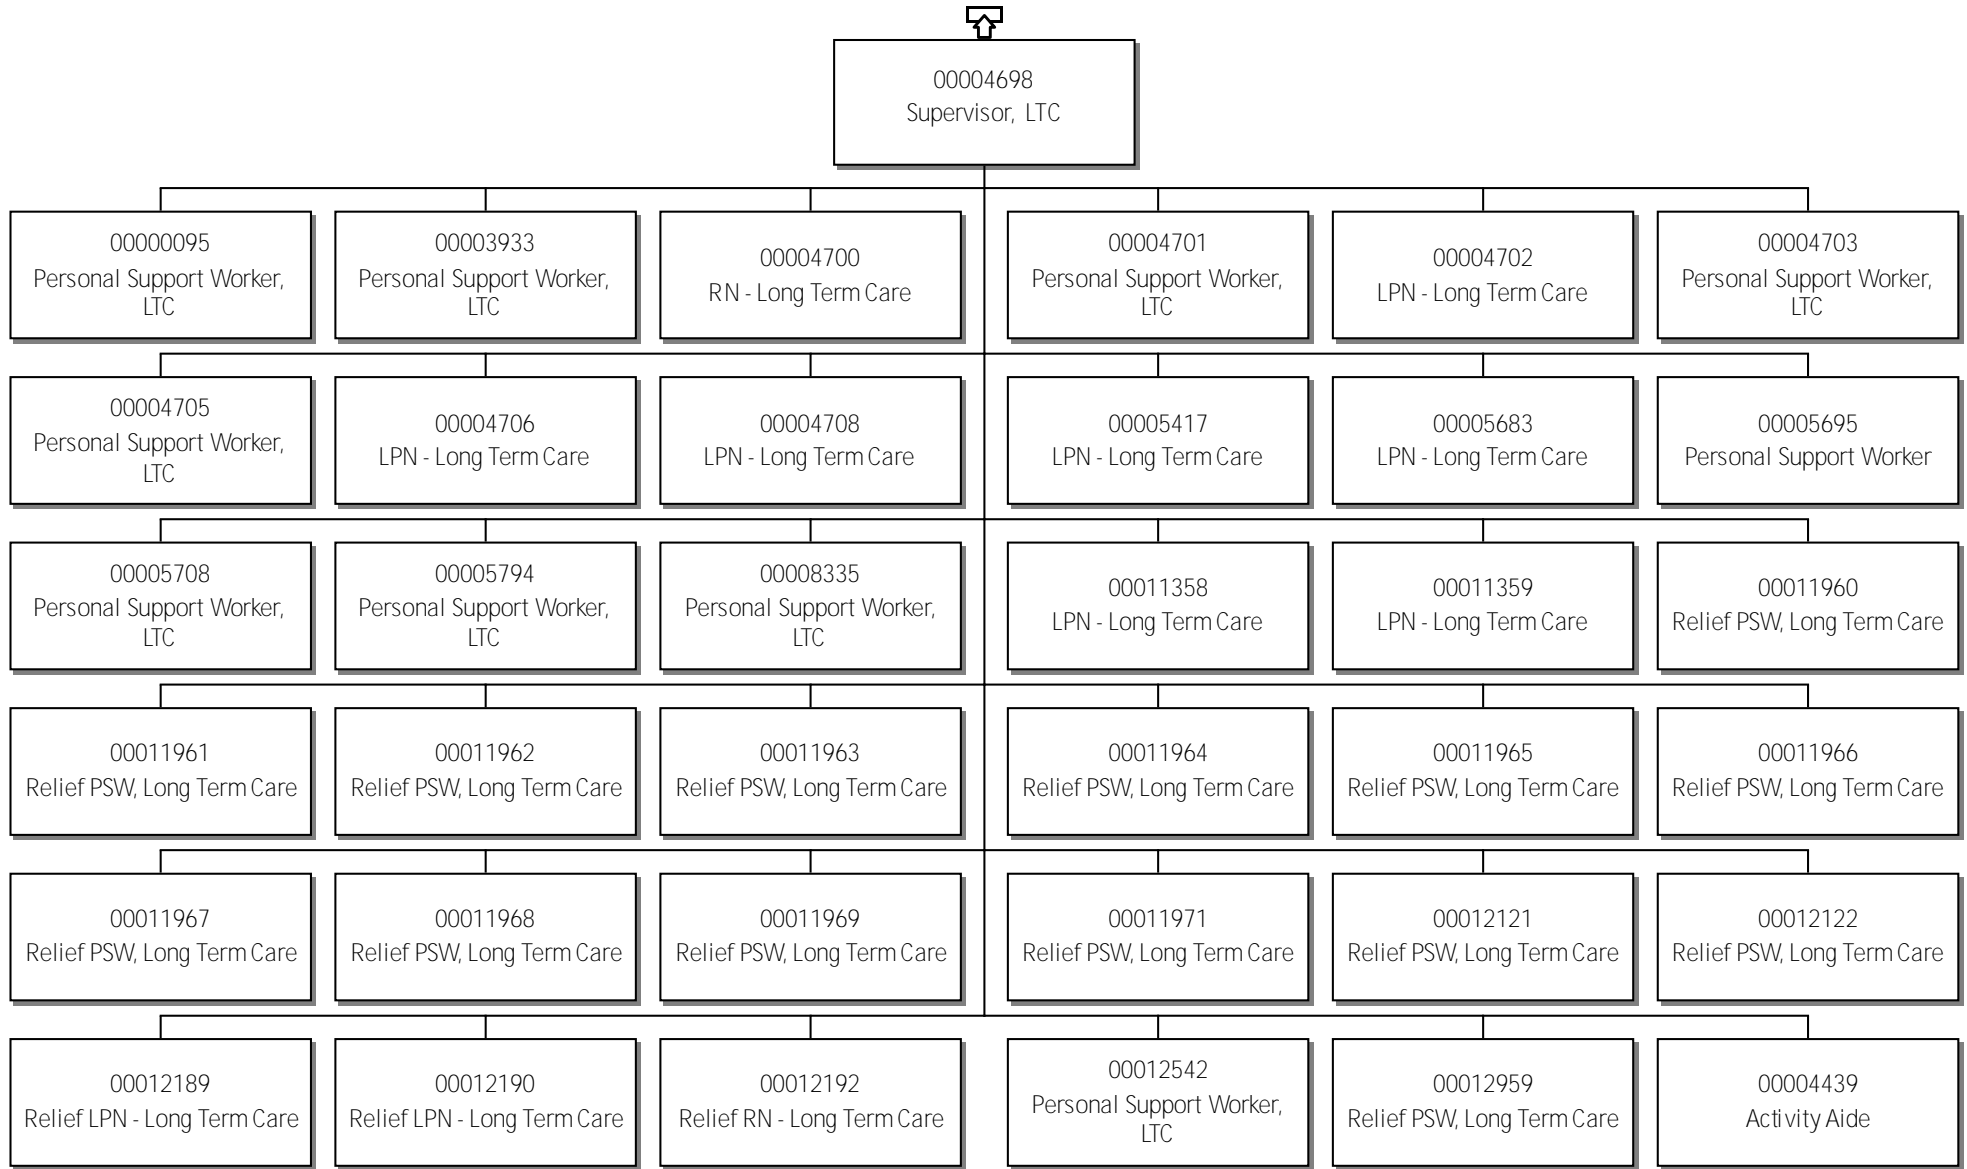 00004698
Supervisor, LTC
00000095
Personal Support Worker,
LTC
00003933
Personal Support Worker,
LTC
00004700
RN - Long Term Care
00004701
Personal Support Worker,
LTC
00004702
LPN - Long Term Care
00004703
Personal Support Worker,
LTC
00004705
Personal Support Worker,
LTC
00004706
LPN - Long Term Care
00004708
LPN - Long Term Care
00005417
LPN - Long Term Care
00005683
LPN - Long Term Care
00005695
Personal Support Worker
00005708
Personal Support Worker,
LTC
00005794
Personal Support Worker,
LTC
00008335
Personal Support Worker,
LTC
00011358
LPN - Long Term Care
00011359
LPN - Long Term Care
00011960
Relief PSW, Long Term Care
00011961
Relief PSW, Long Term Care
00011962
Relief PSW, Long Term Care
00011963
Relief PSW, Long Term Care
00011964
Relief PSW, Long Term Care
00011965
Relief PSW, Long Term Care
00011966
Relief PSW, Long Term Care
00011967
Relief PSW, Long Term Care
00011968
Relief PSW, Long Term Care
00011969
Relief PSW, Long Term Care
00011971
Relief PSW, Long Term Care
00012121
Relief PSW, Long Term Care
00012122
Relief PSW, Long Term Care
00012189
Relief LPN - Long Term Care
00012190
Relief LPN - Long Term Care
00012192
Relief RN - Long Term Care
00012542
Personal Support Worker,
LTC
00012959
Relief PSW, Long Term Care
00004439
Activity Aide